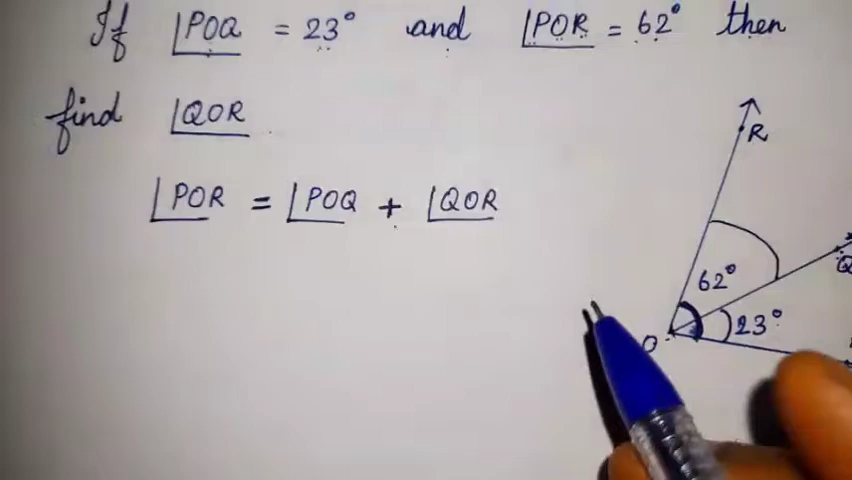 If ∠POQ = 23° and ∠POR = 62° then
find ∠QOR
∠POR = ∠POQ + ∠QOR
R
Q
62°
23°
O